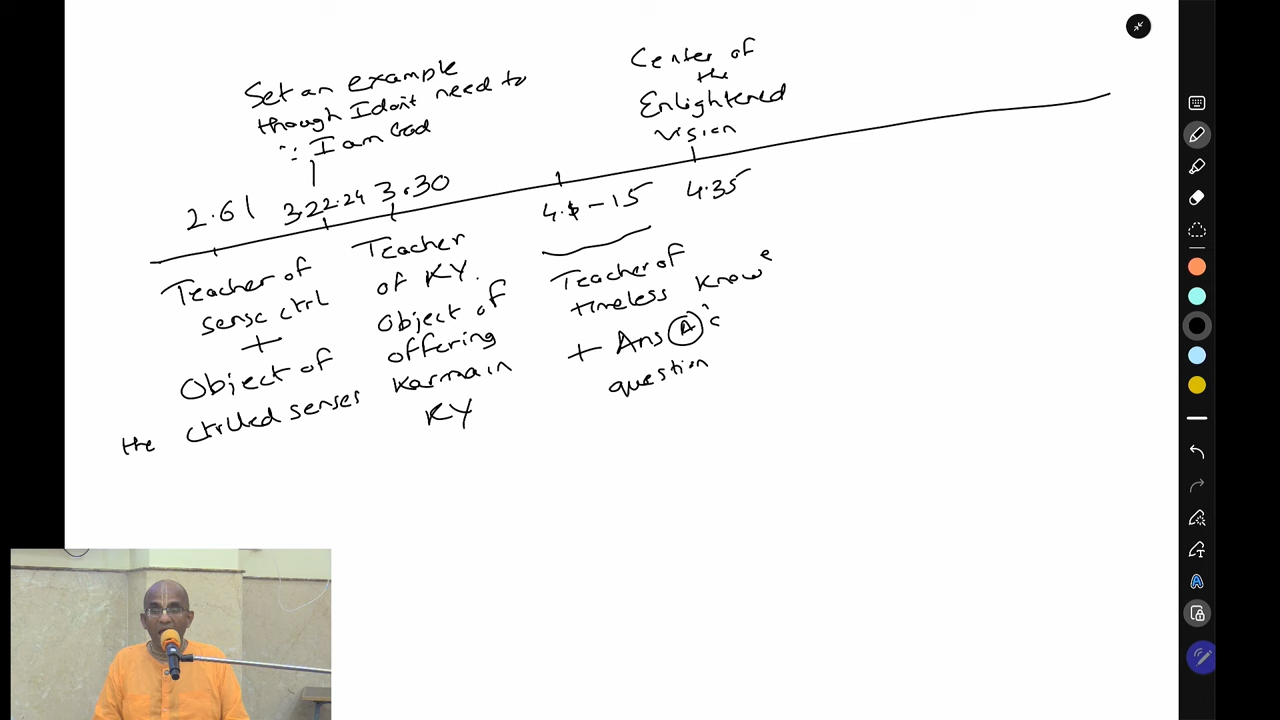 Set an example
though I don't need to
∵ I am God
Center of
the
Enlightened
vision
2.61
3.22-24
3.30
4.1-15
4.35
Teacher of
sense ctrl
+
Object of
the ctrlled senses
Teacher
of KY.
Object of
offering
karma in
KY
Teacher of
timeless Knowᵉ
+ Ans Ⓐ's
question